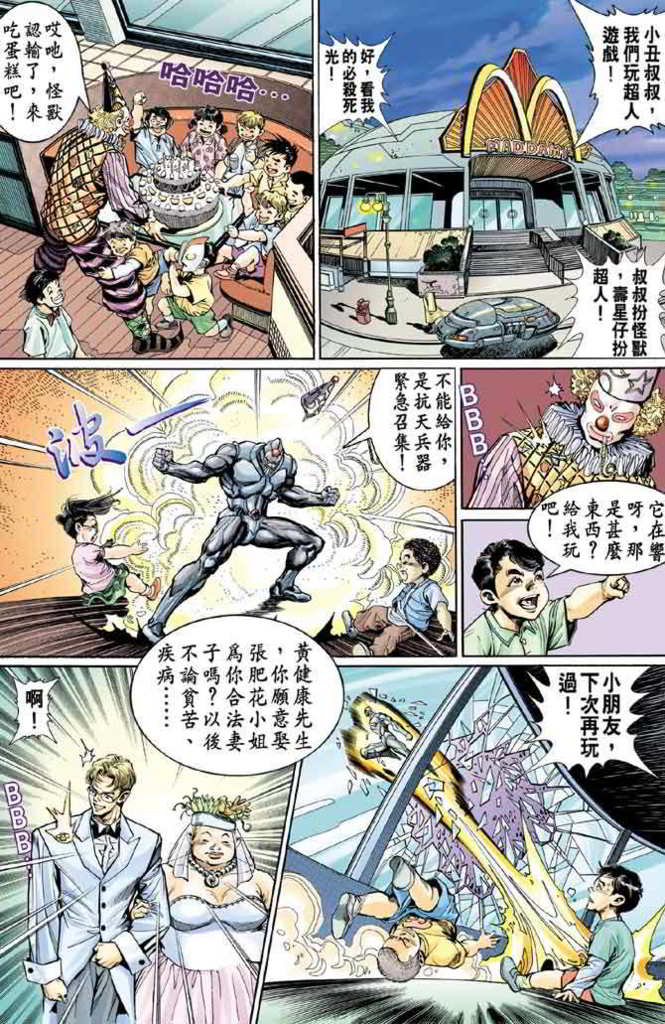 小丑叔叔，
我們玩超人
遊戲！
好，看我
的必殺死
光！
MADDAM
叔叔扮怪獸
，壽星仔扮
超人！
哎吔，怪獸
認輸了，來
吃蛋糕吧！
哈哈哈…
BBB
它在響
呀，那
是甚麼
東西？
給我玩
吧！
不能給你，
是抗天兵器
緊急召集！
波一
小朋友，
下次再玩
過！
黃健康先生
，你願意娶
張肥花小姐
為你合法妻
子嗎？以後
不論貧苦、
疾病……
啊！
BBB